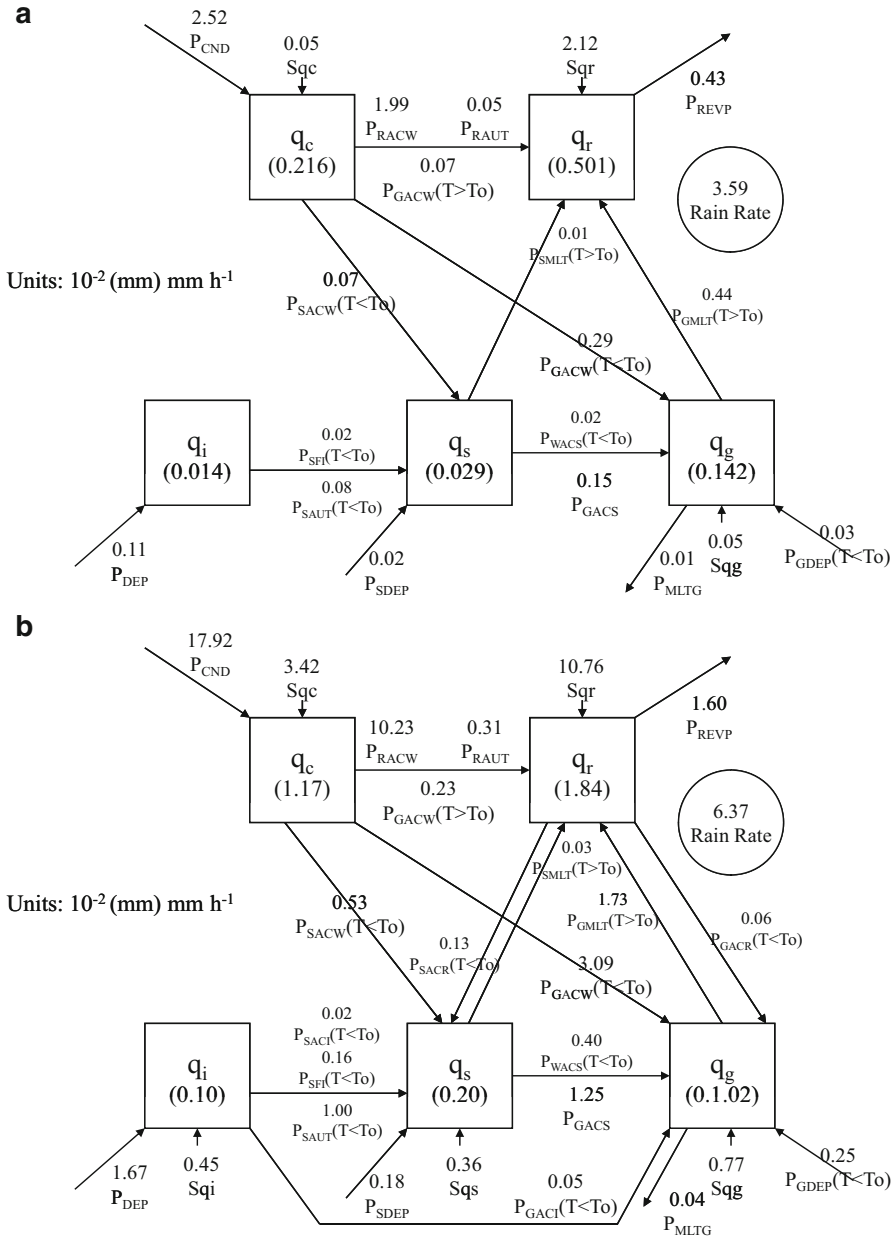 a
2.52
P_CND
0.05
Sqc
2.12
Sqr
0.43
P_REVP
q_c
(0.216)
1.99
P_RACW
0.05
P_RAUT
0.07
P_GACW(T>To)
q_r
(0.501)
3.59
Rain Rate
Units: 10^-2 (mm) mm h^-1
0.07
P_SACW(T<To)
0.01
P_SMLT(T>To)
0.44
P_GMLT(T>To)
0.29
P_GACW(T<To)
q_i
(0.014)
0.02
P_SFI(T<To)
0.08
P_SAUT(T<To)
q_s
(0.029)
0.02
P_WACS(T<To)
0.15
P_GACS
q_g
(0.142)
0.11
P_DEP
0.02
P_SDEP
0.01
P_MLTG
0.05
Sqg
0.03
P_GDEP(T<To)
b
17.92
P_CND
3.42
Sqc
10.76
Sqr
1.60
P_REVP
q_c
(1.17)
10.23
P_RACW
0.31
P_RAUT
0.23
P_GACW(T>To)
q_r
(1.84)
6.37
Rain Rate
Units: 10^-2 (mm) mm h^-1
0.53
P_SACW(T<To)
0.13
P_SACR(T<To)
0.03
P_SMLT(T>To)
1.73
P_GMLT(T>To)
0.06
P_GACR(T<To)
3.09
P_GACW(T<To)
q_i
(0.10)
0.02
P_SACI(T<To)
0.16
P_SFI(T<To)
1.00
P_SAUT(T<To)
q_s
(0.20)
0.40
P_WACS(T<To)
1.25
P_GACS
q_g
(0.1.02)
1.67
P_DEP
0.45
Sqi
0.18
P_SDEP
0.36
Sqs
0.05
P_GACI(T<To)
0.04
P_MLTG
0.77
Sqg
0.25
P_GDEP(T<To)